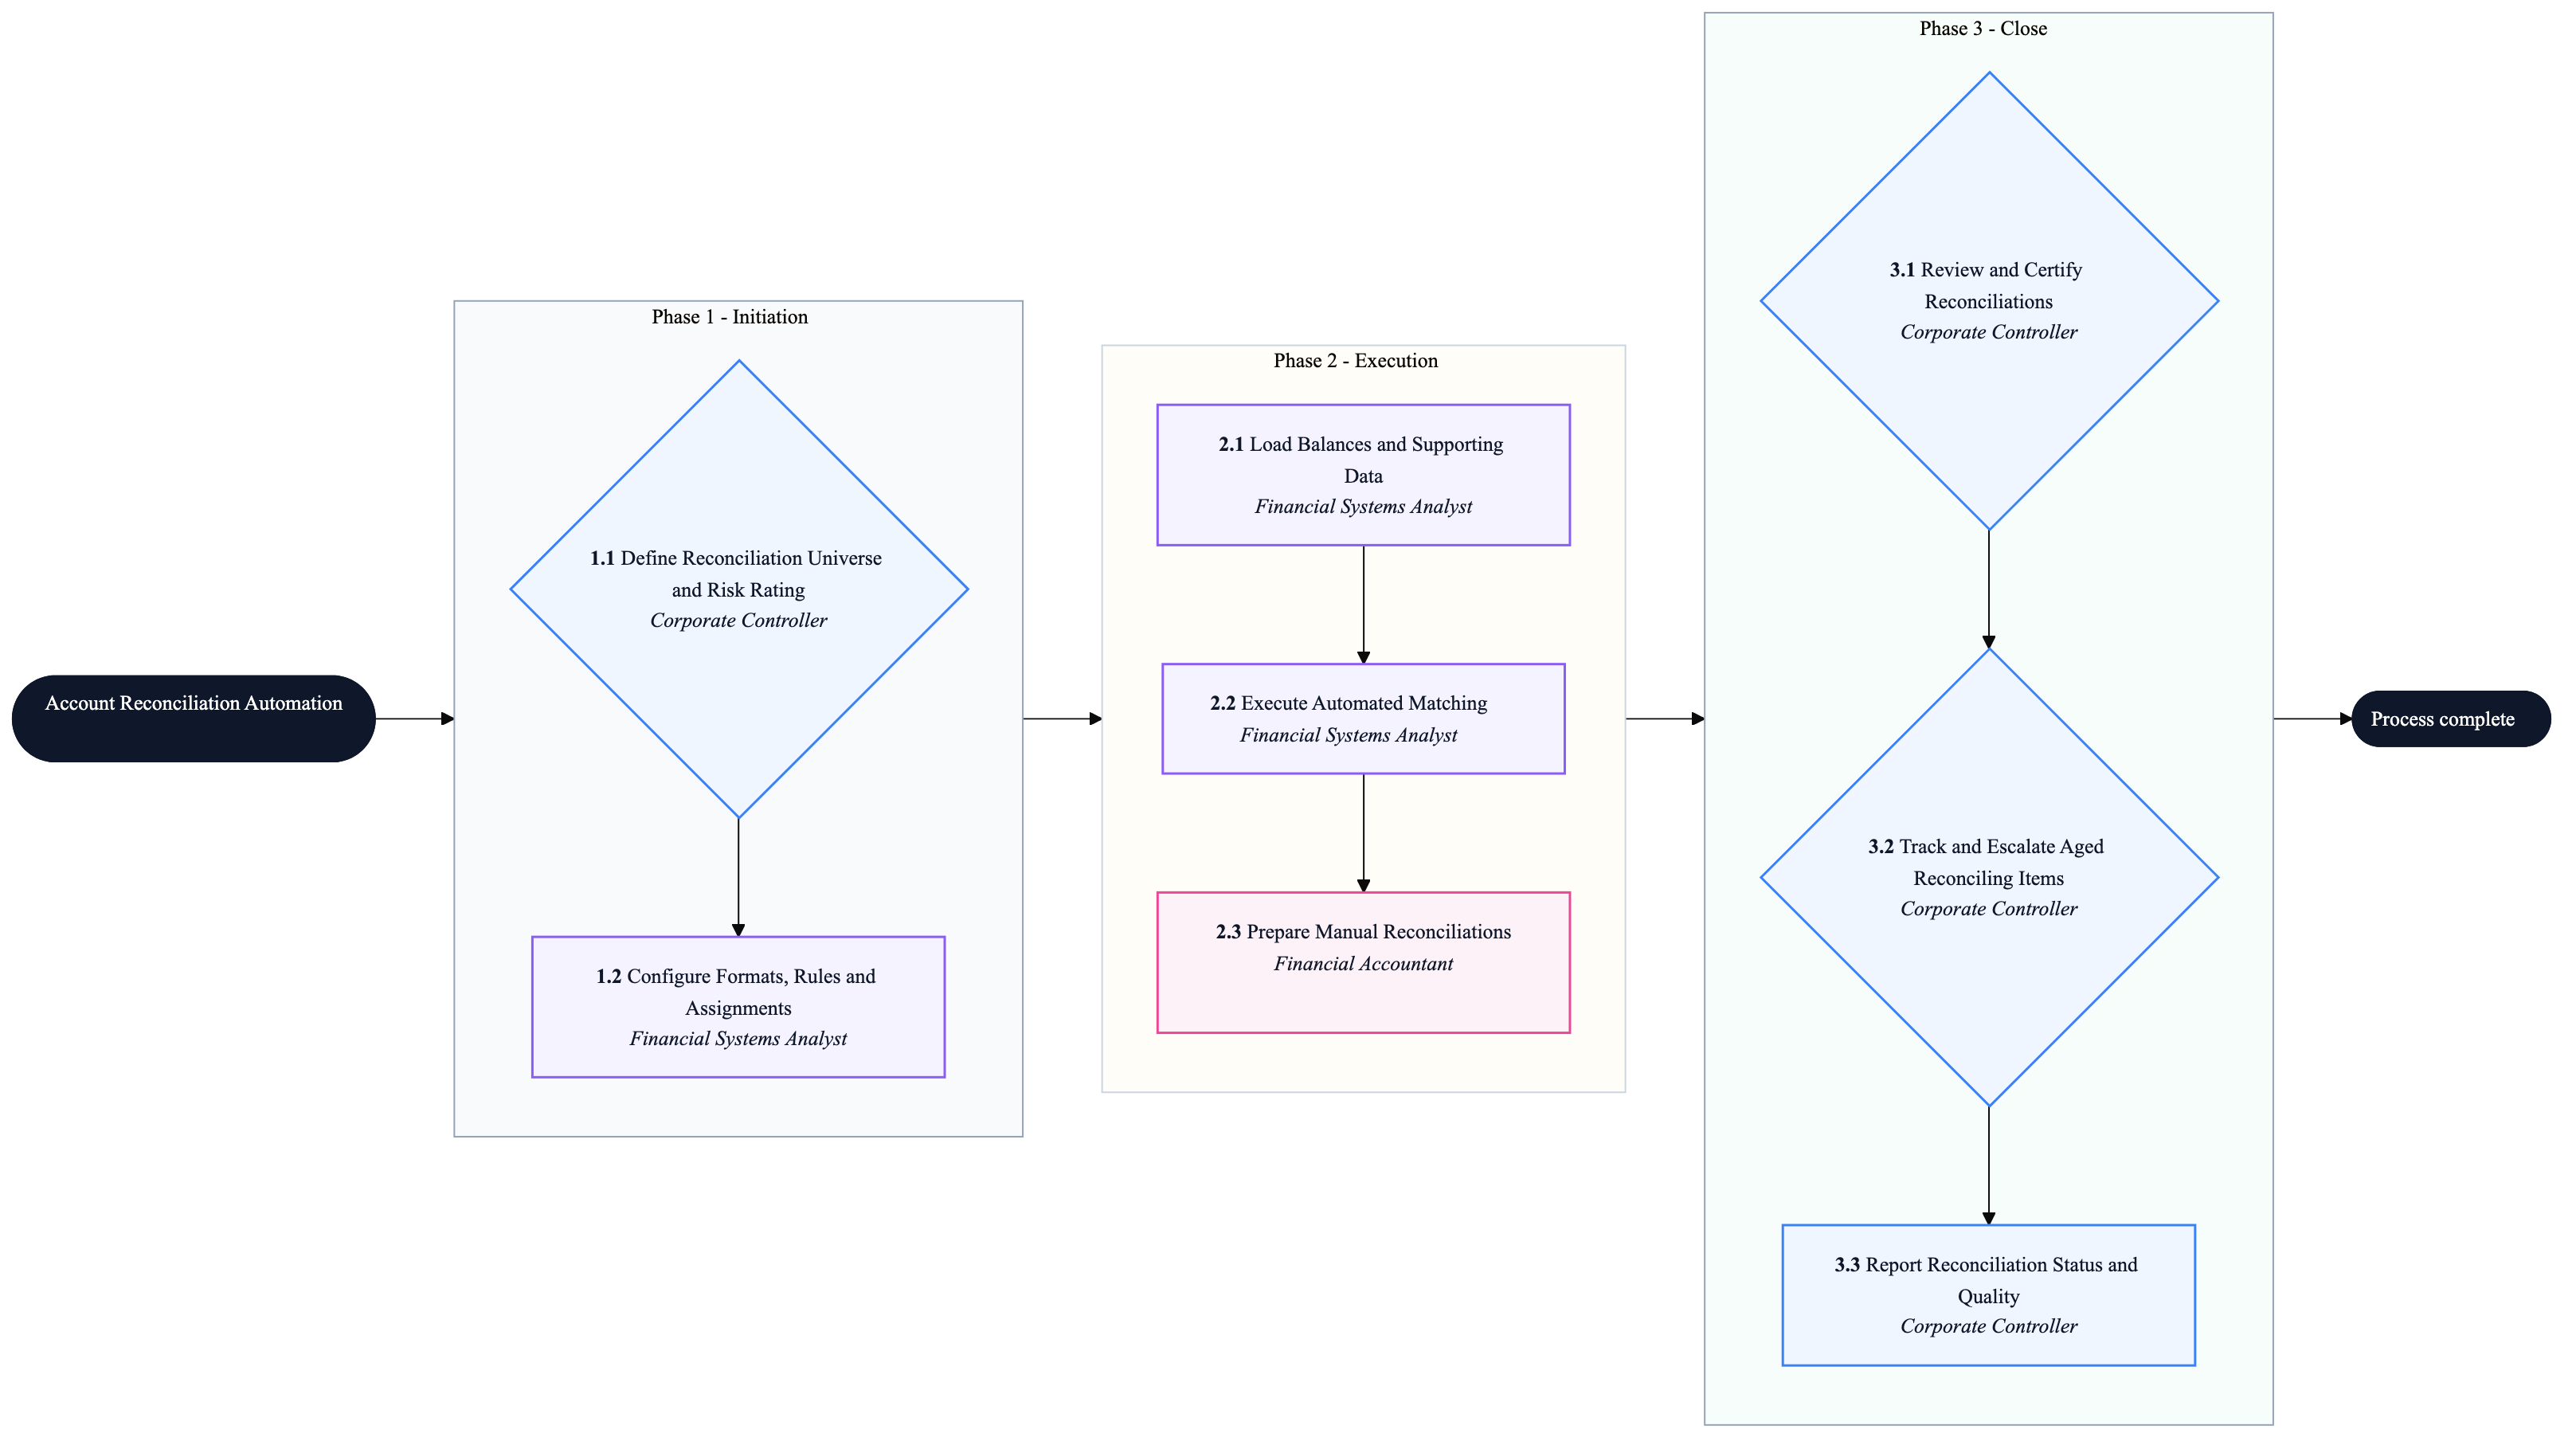 Account Reconciliation Automation
Phase 1 - Initiation
1.1 Define Reconciliation Universe
and Risk Rating
Corporate Controller
1.2 Configure Formats, Rules and
Assignments
Financial Systems Analyst
Phase 2 - Execution
2.1 Load Balances and Supporting
Data
Financial Systems Analyst
2.2 Execute Automated Matching
Financial Systems Analyst
2.3 Prepare Manual Reconciliations
Financial Accountant
Phase 3 - Close
3.1 Review and Certify
Reconciliations
Corporate Controller
3.2 Track and Escalate Aged
Reconciling Items
Corporate Controller
3.3 Report Reconciliation Status and
Quality
Corporate Controller
Process complete